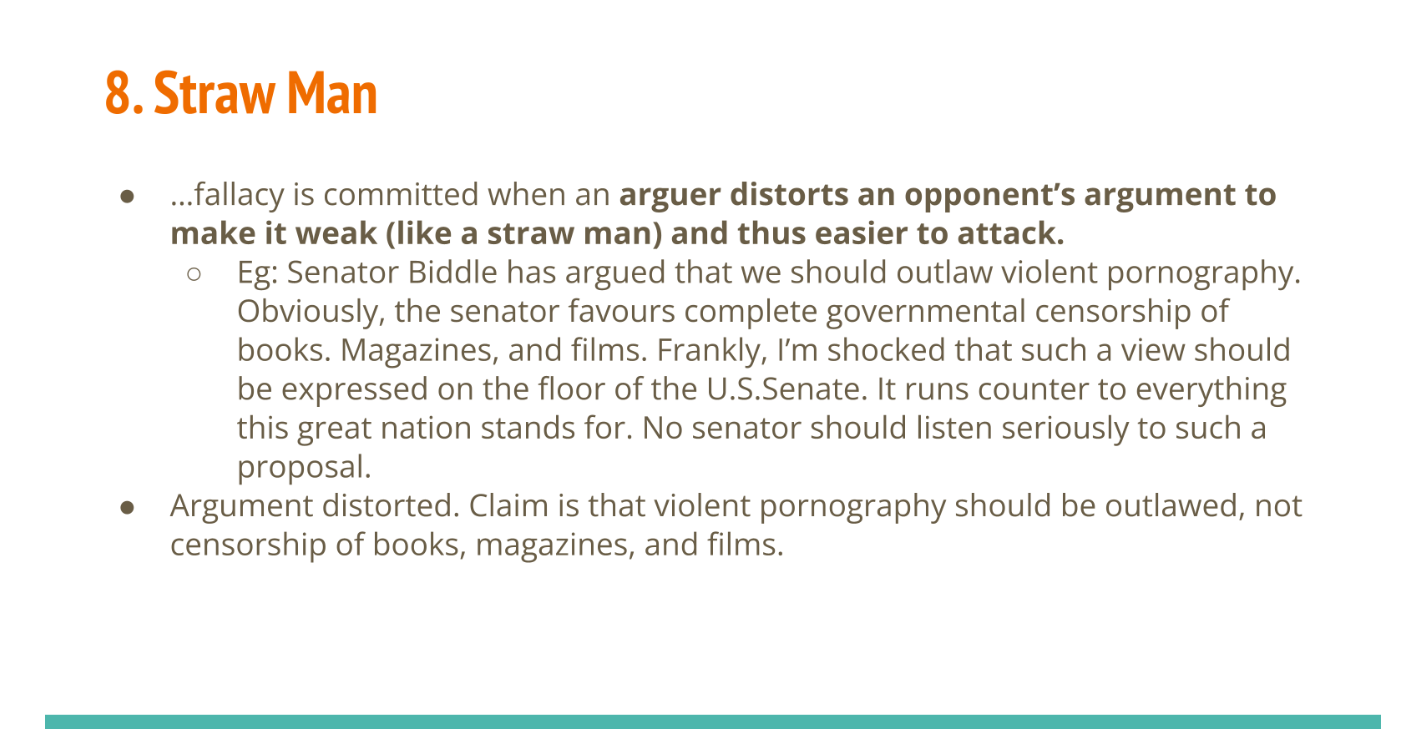 8. Straw Man
● ...fallacy is committed when an arguer distorts an opponent's argument to
make it weak (like a straw man) and thus easier to attack.
○ Eg: Senator Biddle has argued that we should outlaw violent pornography.
Obviously, the senator favours complete governmental censorship of
books. Magazines, and films. Frankly, I'm shocked that such a view should
be expressed on the floor of the U.S.Senate. It runs counter to everything
this great nation stands for. No senator should listen seriously to such a
proposal.
● Argument distorted. Claim is that violent pornography should be outlawed, not
censorship of books, magazines, and films.